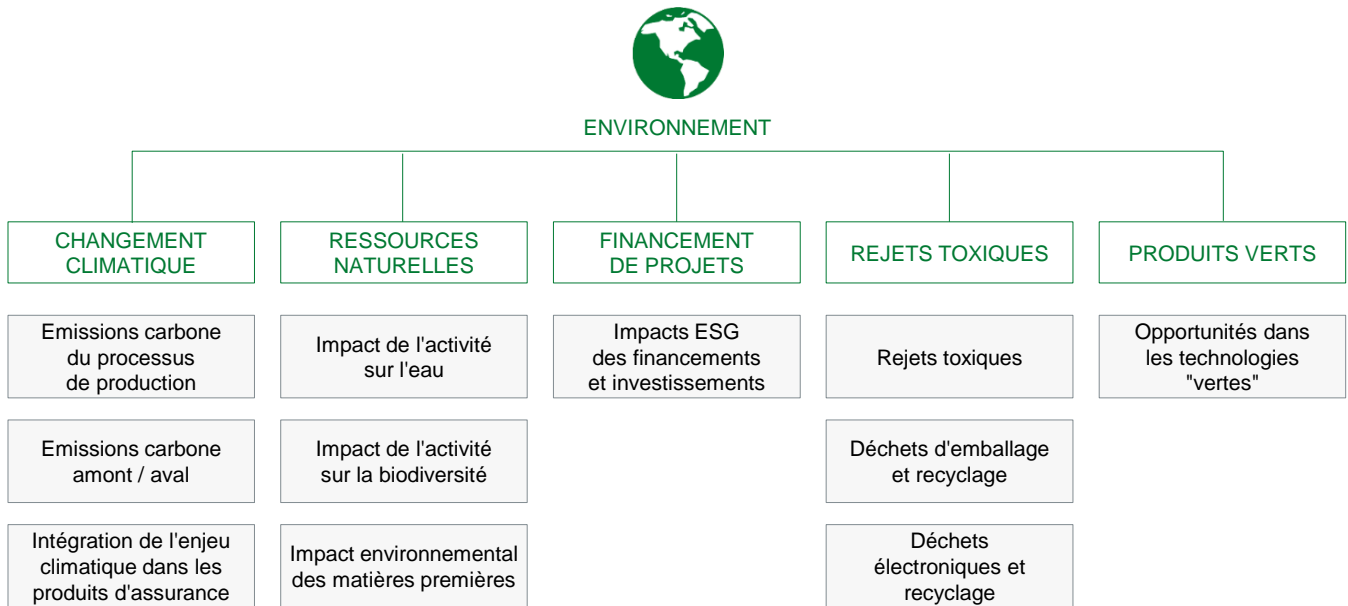 ENVIRONNEMENT
CHANGEMENT
CLIMATIQUE
RESSOURCES
NATURELLES
FINANCEMENT
DE PROJETS
REJETS TOXIQUES
PRODUITS VERTS
Emissions carbone
du processus
de production
Impact de l'activité
sur l'eau
Impacts ESG
des financements
et investissements
Rejets toxiques
Opportunités dans
les technologies
"vertes"
Emissions carbone
amont / aval
Impact de l'activité
sur la biodiversité
Déchets d'emballage
et recyclage
Intégration de l'enjeu
climatique dans les
produits d'assurance
Impact environnemental
des matières premières
Déchets
électroniques et
recyclage